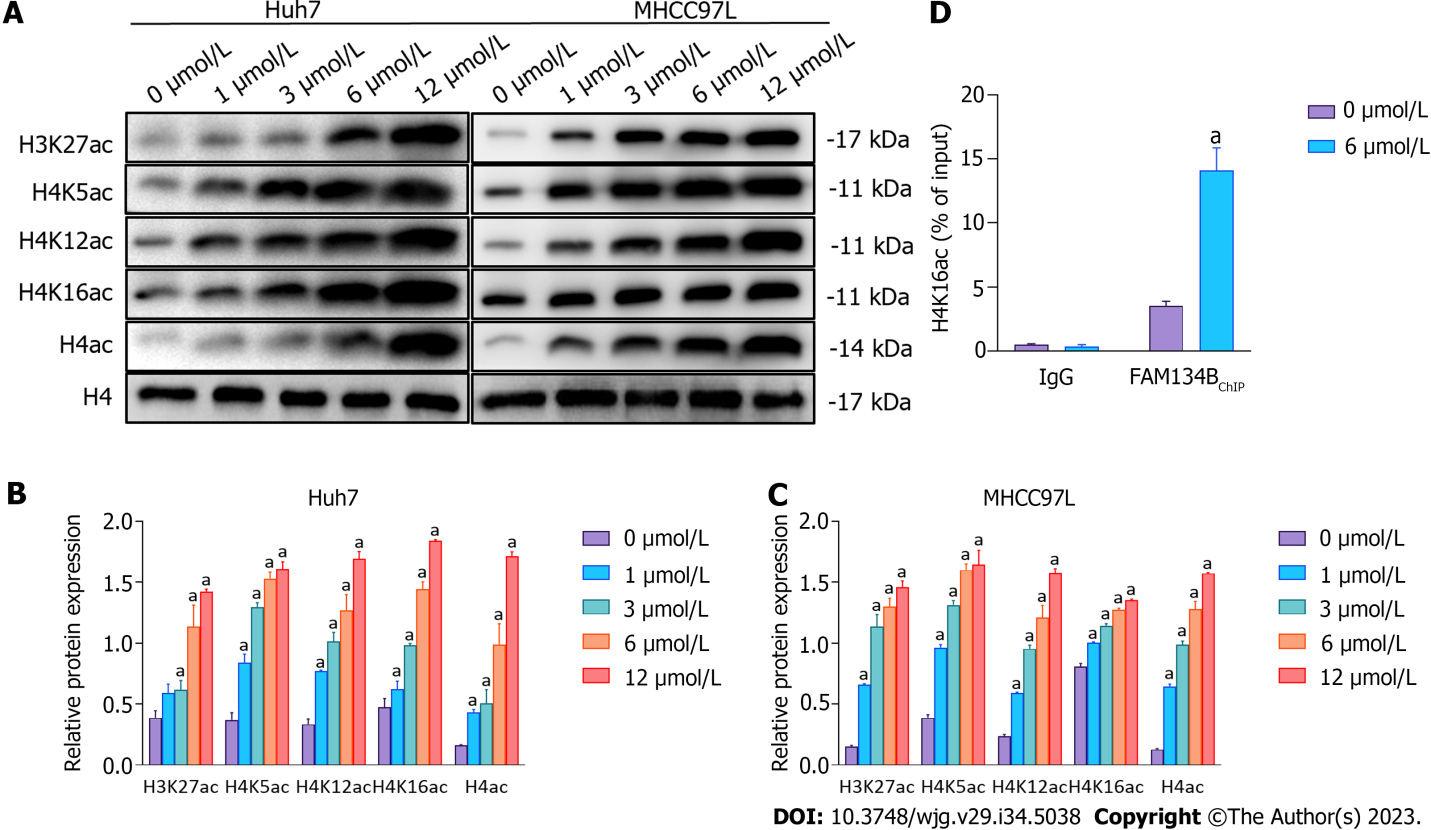 A
Huh7
MHCC97L
0 µmol/L 1 µmol/L 3 µmol/L 6 µmol/L 12 µmol/L 0 µmol/L 1 µmol/L 3 µmol/L 6 µmol/L 12 µmol/L
H3K27ac -17 kDa
H4K5ac -11 kDa
H4K12ac -11 kDa
H4K16ac -11 kDa
H4ac -14 kDa
H4 -17 kDa
D
H4K16ac (% of input)
20
15
10
5
0
a
IgG FAM134BChIP
0 µmol/L
6 µmol/L
B
Huh7
Relative protein expression
2.0
1.5
1.0
0.5
0.0
a a a a a a a a a a a a a a a a a a a
H3K27ac H4K5ac H4K12ac H4K16ac H4ac
0 µmol/L
1 µmol/L
3 µmol/L
6 µmol/L
12 µmol/L
C
MHCC97L
Relative protein expression
2.0
1.5
1.0
0.5
0.0
a a a a a a a a a a a a a a a a a a a a
H3K27ac H4K5ac H4K12ac H4K16ac H4ac
0 µmol/L
1 µmol/L
3 µmol/L
6 µmol/L
12 µmol/L
DOI: 10.3748/wjg.v29.i34.5038 Copyright ©The Author(s) 2023.